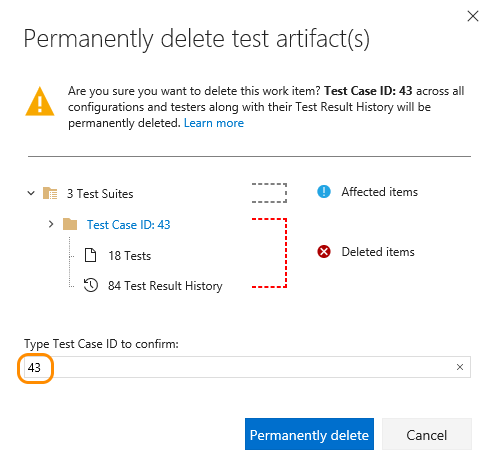 Permanently delete test artifact(s)
Are you sure you want to delete this work item? Test Case ID: 43 across all
configurations and testers along with their Test Result History will be
permanently deleted. Learn more
3 Test Suites
Affected items
Test Case ID: 43
18 Tests
Deleted items
84 Test Result History
Type Test Case ID to confirm:
43
Permanently delete
Cancel